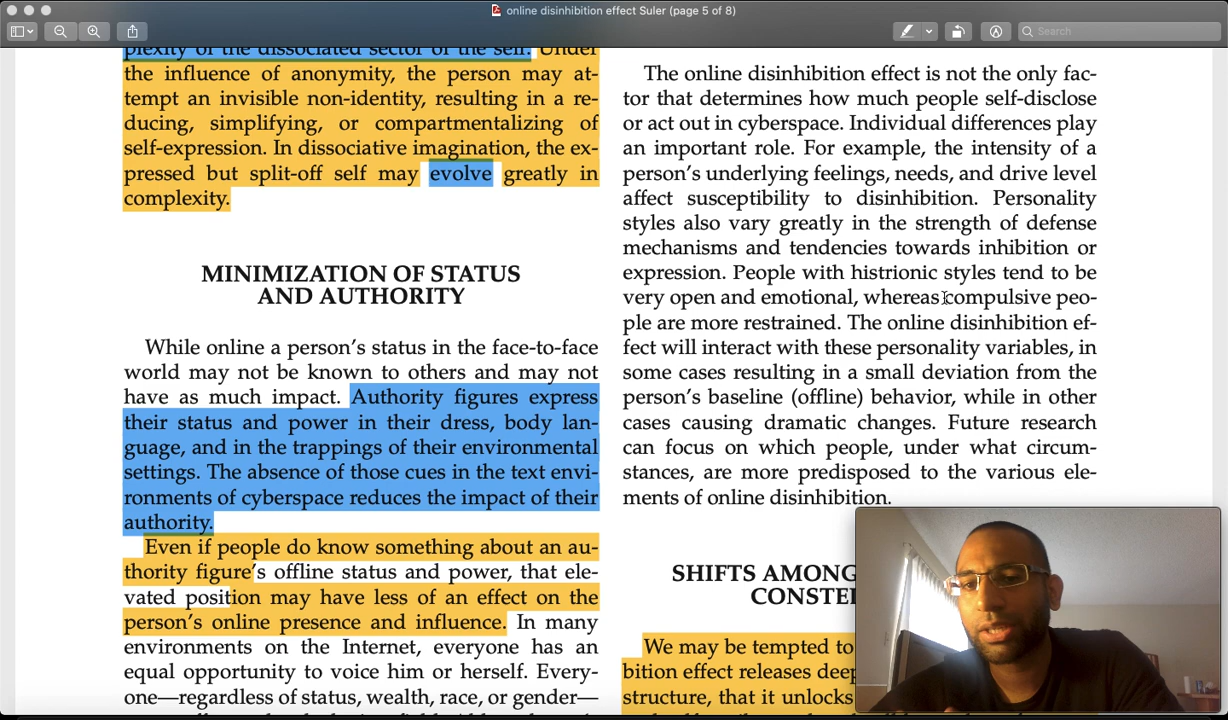 online disinhibition effect Suler (page 5 of 8)
Search
plexity of the dissociated sector of the self. Under
the influence of anonymity, the person may at-
tempt an invisible non-identity, resulting in a re-
ducing, simplifying, or compartmentalizing of
self-expression. In dissociative imagination, the ex-
pressed but split-off self may evolve greatly in
complexity.
MINIMIZATION OF STATUS
AND AUTHORITY
While online a person’s status in the face-to-face
world may not be known to others and may not
have as much impact. Authority figures express
their status and power in their dress, body lan-
guage, and in the trappings of their environmental
settings. The absence of those cues in the text envi-
ronments of cyberspace reduces the impact of their
authority.
Even if people do know something about an au-
thority figure’s offline status and power, that ele-
vated position may have less of an effect on the
person’s online presence and influence. In many
environments on the Internet, everyone has an
equal opportunity to voice him or herself. Every-
one—regardless of status, wealth, race, or gender—
The online disinhibition effect is not the only fac-
tor that determines how much people self-disclose
or act out in cyberspace. Individual differences play
an important role. For example, the intensity of a
person’s underlying feelings, needs, and drive level
affect susceptibility to disinhibition. Personality
styles also vary greatly in the strength of defense
mechanisms and tendencies towards inhibition or
expression. People with histrionic styles tend to be
very open and emotional, whereas compulsive peo-
ple are more restrained. The online disinhibition ef-
fect will interact with these personality variables, in
some cases resulting in a small deviation from the
person’s baseline (offline) behavior, while in other
cases causing dramatic changes. Future research
can focus on which people, under what circum-
stances, are more predisposed to the various ele-
ments of online disinhibition.
SHIFTS AMONG
CONSTE
We may be tempted to
bition effect releases deep
structure, that it unlocks